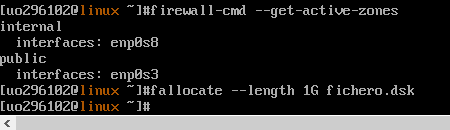 [uo296102@linux ~]#firewall-cmd --get-active-zones
internal
  interfaces: enp0s8
public
  interfaces: enp0s3
[uo296102@linux ~]#fallocate --length 1G fichero.dsk
[uo296102@linux ~]#